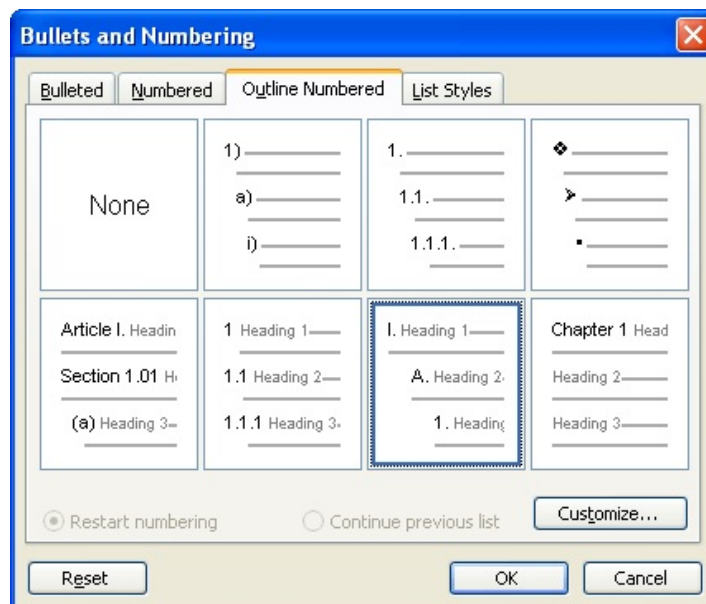 Bullets and Numbering
Bulleted Numbered Outline Numbered List Styles
None
1)
a)
i)
1.
1.1.
1.1.1.
Article I. Headin
Section 1.01 H
(a) Heading 3
1 Heading 1
1.1 Heading 2
1.1.1 Heading 3
I. Heading 1
A. Heading 2
1. Heading
Chapter 1 Head
Heading 2
Heading 3
Restart numbering Continue previous list Customize...
Reset OK Cancel